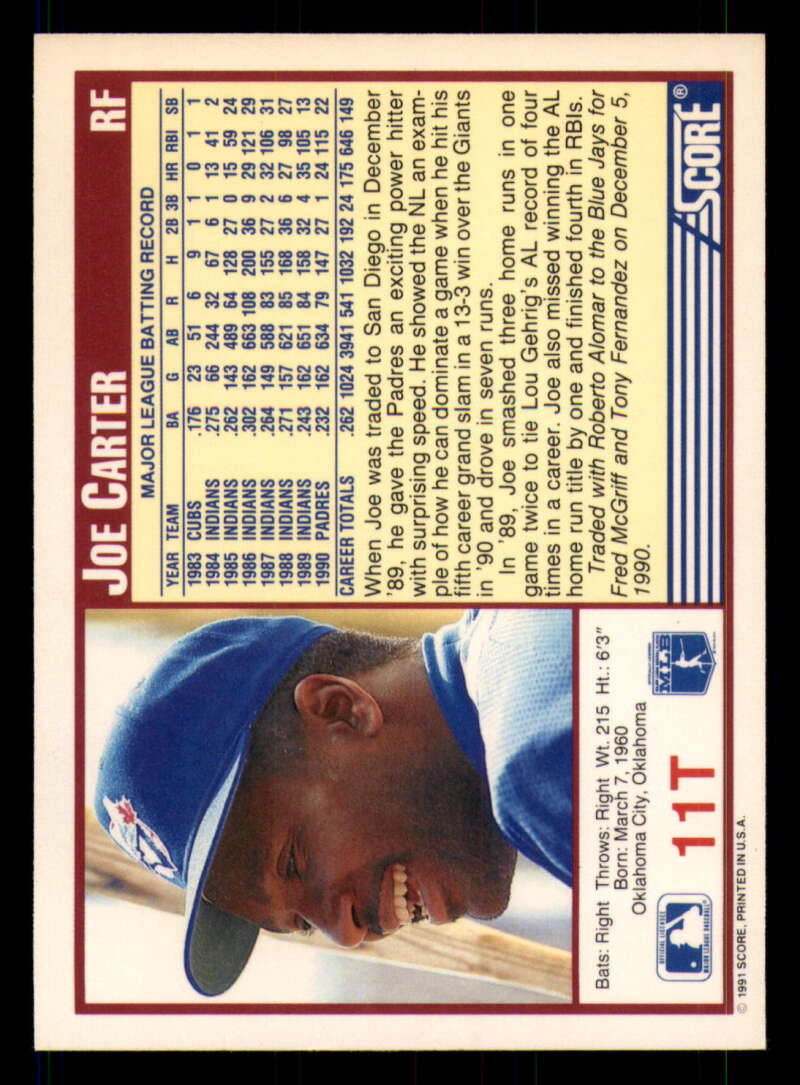 JOE CARTER RF
MAJOR LEAGUE BATTING RECORD
YEAR TEAM BA G AB R H 2B 3B HR RBI SB
1983 CUBS .176 23 51 6 9 1 1 0 1 1
1984 INDIANS .275 66 244 32 67 6 1 13 41 2
1985 INDIANS .262 143 489 64 128 27 0 15 59 24
1986 INDIANS .302 162 663 108 200 36 9 29 121 29
1987 INDIANS .264 149 588 83 155 27 2 32 106 31
1988 INDIANS .271 157 621 85 168 36 6 27 98 27
1989 INDIANS .243 162 651 84 158 32 4 35 105 13
1990 PADRES .232 162 634 79 147 27 1 24 115 22
CAREER TOTALS .262 1024 3941 541 1032 192 24 175 646 149
When Joe was traded to San Diego in December
'89, he gave the Padres an exciting power hitter
with surprising speed. He showed the NL an exam-
ple of how he can dominate a game when he hit his
fifth career grand slam in a 13-3 win over the Giants
in '90 and drove in seven runs.
In '89, Joe smashed three home runs in one
game twice to tie Lou Gehrig's AL record of four
times in a career. Joe also missed winning the AL
home run title by one and finished fourth in RBIs.
Traded with Roberto Alomar to the Blue Jays for
Fred McGriff and Tony Fernandez on December 5,
1990.
SCORE®
Bats: Right Throws: Right Wt. 215 Ht.: 6'3"
Born: March 7, 1960
Oklahoma City, Oklahoma
OFFICIAL LICENSEE
MAJOR LEAGUE BASEBALL
11T
MLB
© 1991 SCORE, PRINTED IN U.S.A.